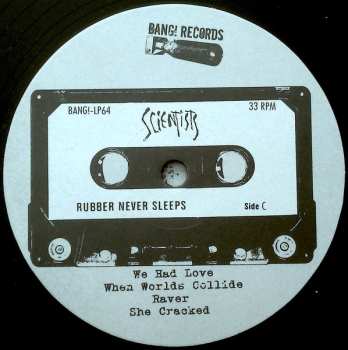 BANG! RECORDS
BANG!-LP64
SCIENTISTS
33 RPM
RUBBER NEVER SLEEPS
Side C
We Had Love
When Worlds Collide
Raver
She Cracked